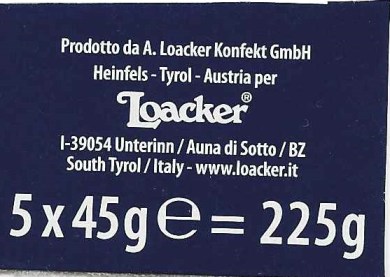 Prodotto da A. Loacker Konfekt GmbH
Heinfels - Tyrol - Austria per
Loacker®
I-39054 Unterinn / Auna di Sotto / BZ
South Tyrol / Italy - www.loacker.it
5 x 45g ℮ = 225g